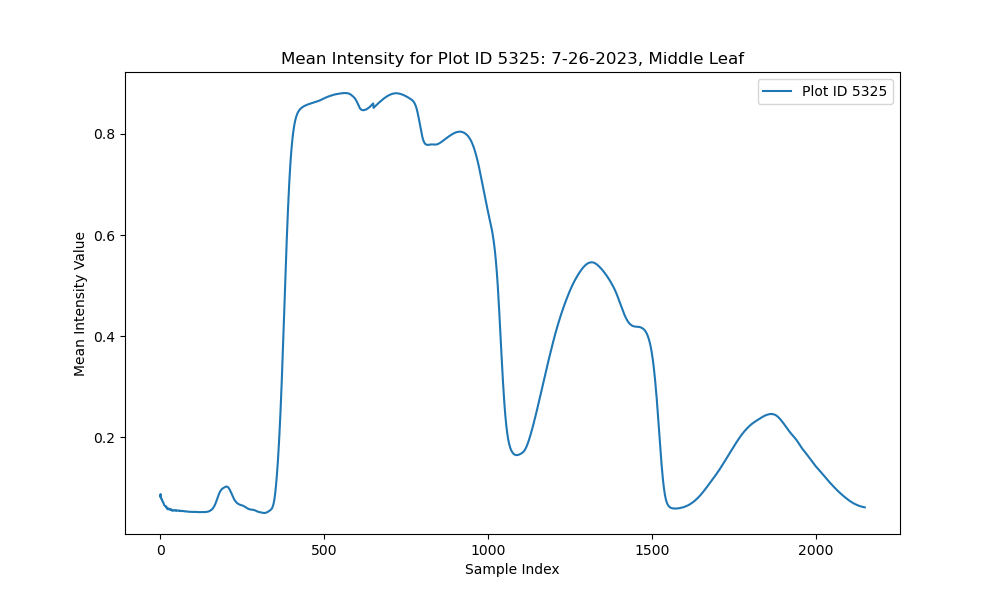 Mean Intensity for Plot ID 5325: 7-26-2023, Middle Leaf
Plot ID 5325
Mean Intensity Value
0.8
0.6
0.4
0.2
0 500 1000 1500 2000
Sample Index